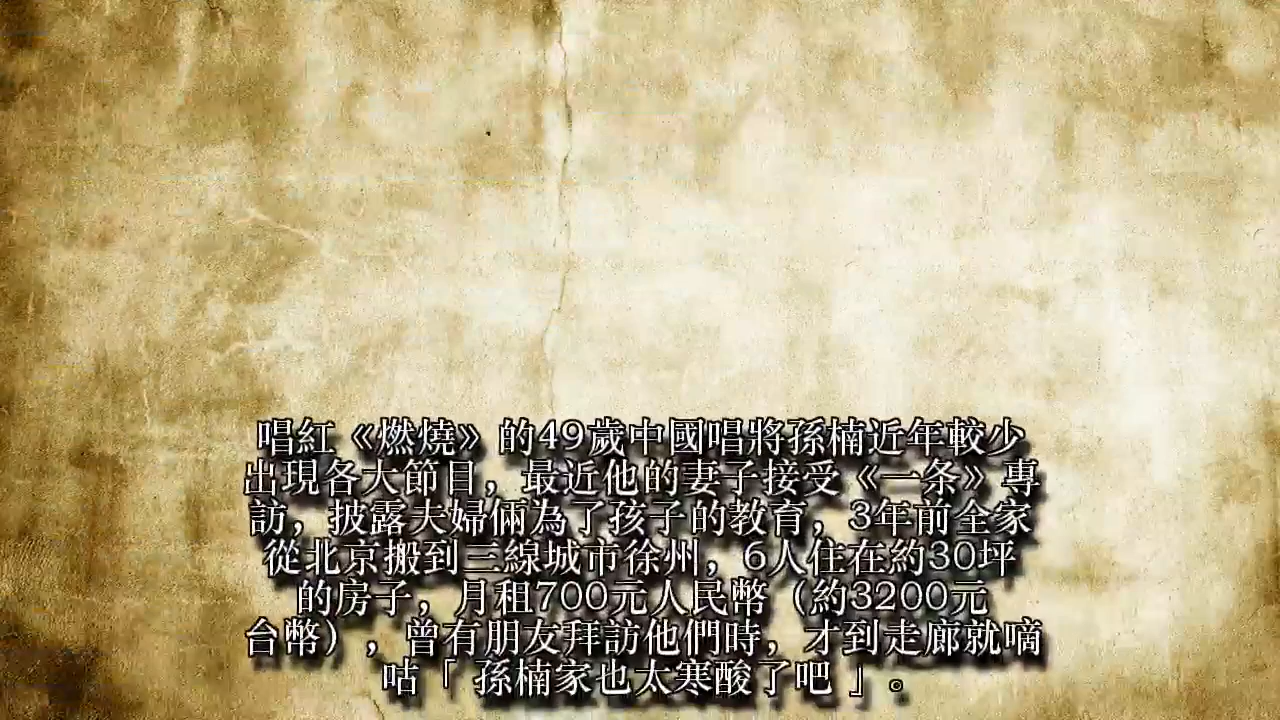 唱紅《燃燒》的49歲中國唱將孫楠近年較少
出現各大節目，最近他的妻子接受《一条》專
訪，披露夫婦倆為了孩子的教育，3年前全家
從北京搬到三線城市徐州，6人住在約30坪
的房子，月租700元人民幣（約3200元
台幣），曾有朋友拜訪他們時，才到走廊就嘀
咕「 孫楠家也太寒酸了吧 」。